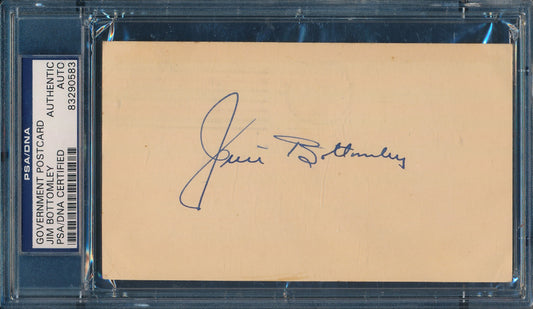 PSA/DNA
GOVERNMENT POSTCARD
JIM BOTTOMLEY
PSA/DNA CERTIFIED
AUTHENTIC
AUTO
83290583
Jim Bottomley